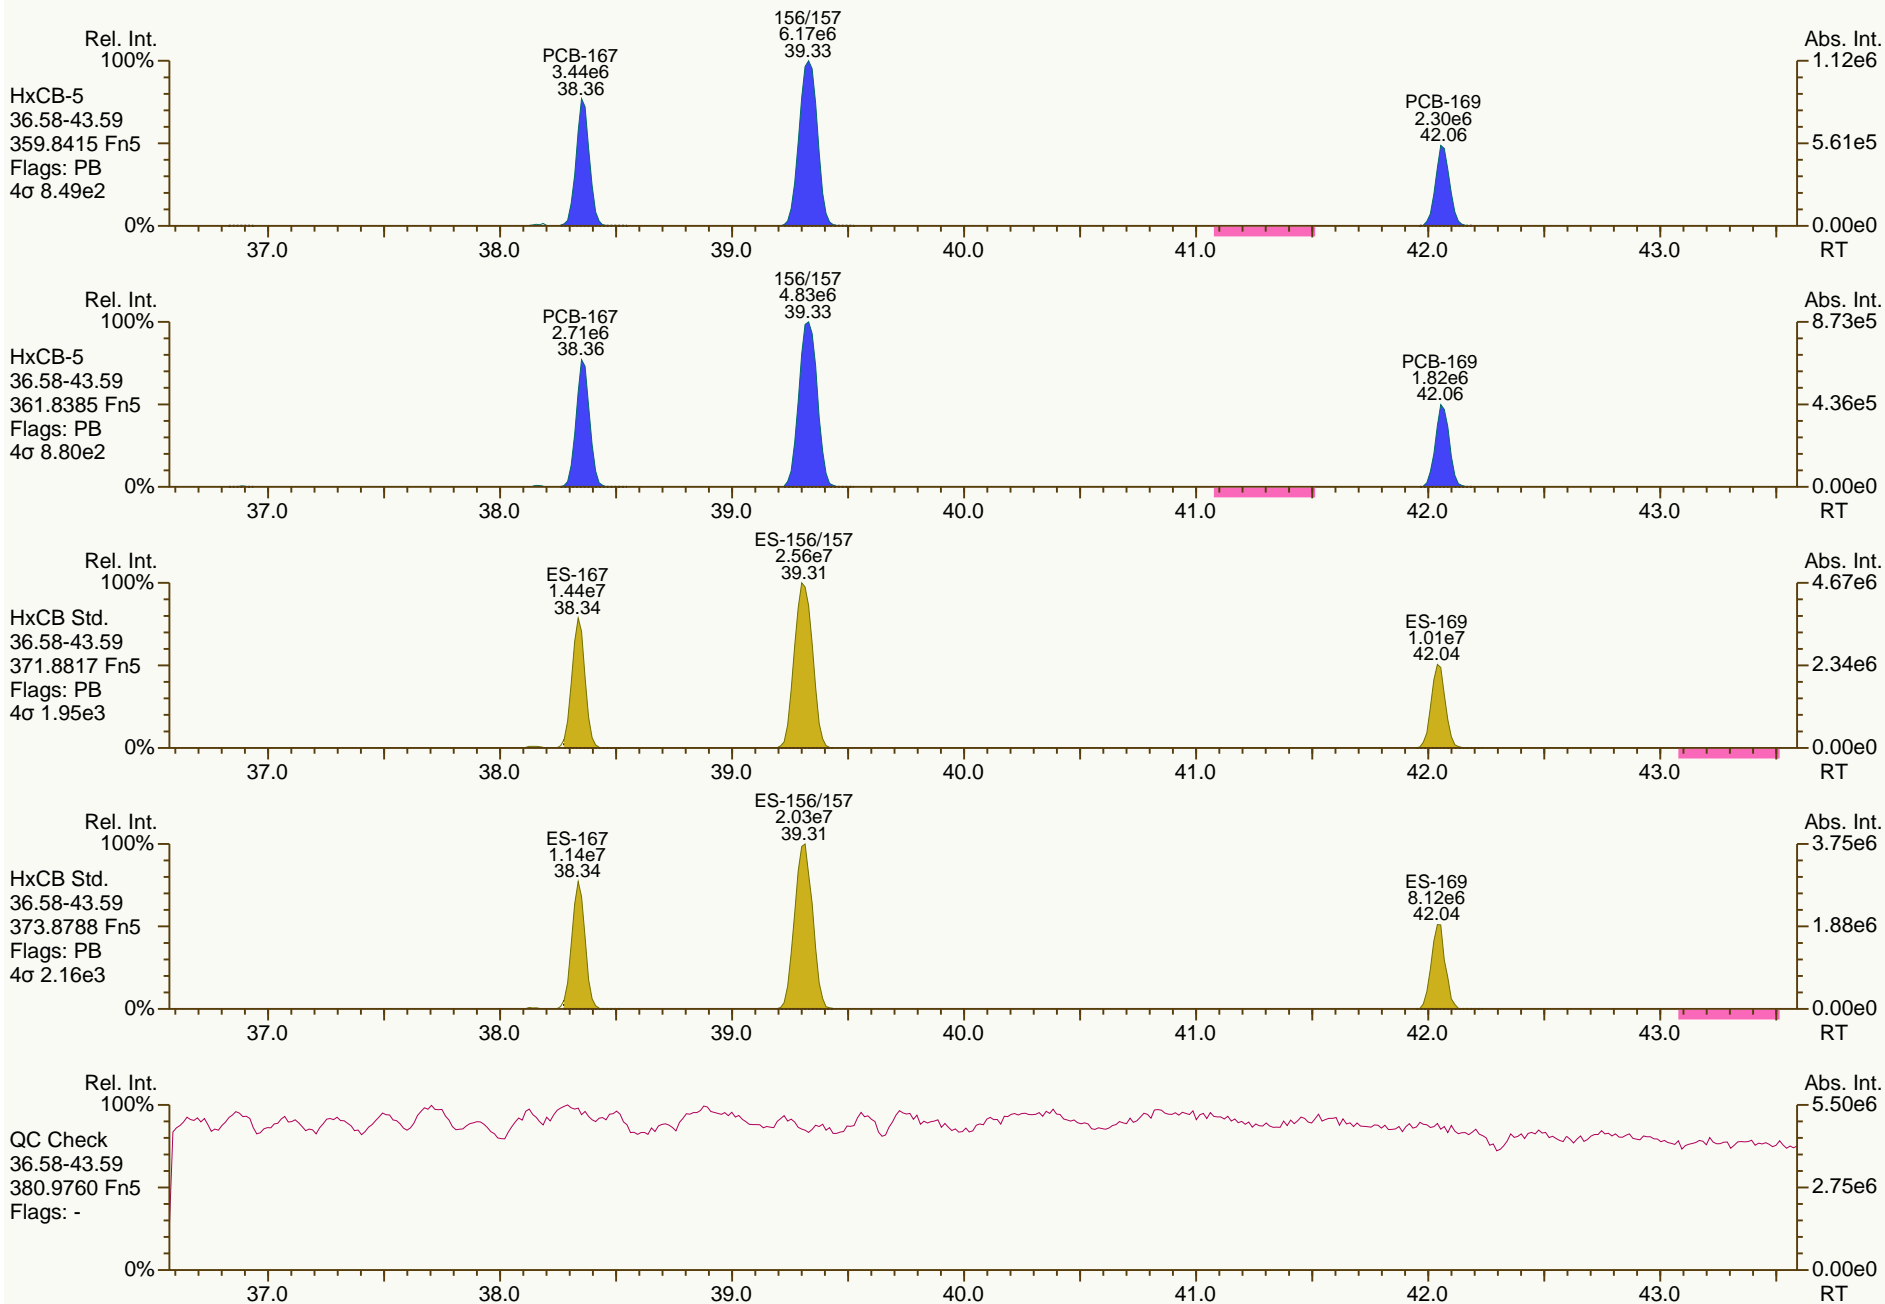 Rel. Int.
100%
0%
HxCB-5
36.58-43.59
359.8415 Fn5
Flags: PB
4σ 8.49e2
PCB-167
3.44e6
38.36
156/157
6.17e6
39.33
PCB-169
2.30e6
42.06
Abs. Int.
1.12e6
5.61e5
0.00e0
37.0 38.0 39.0 40.0 41.0 42.0 43.0 RT
Rel. Int.
100%
0%
HxCB-5
36.58-43.59
361.8385 Fn5
Flags: PB
4σ 8.80e2
PCB-167
2.71e6
38.36
156/157
4.83e6
39.33
PCB-169
1.82e6
42.06
Abs. Int.
8.73e5
4.36e5
0.00e0
37.0 38.0 39.0 40.0 41.0 42.0 43.0 RT
Rel. Int.
100%
0%
HxCB Std.
36.58-43.59
371.8817 Fn5
Flags: PB
4σ 1.95e3
ES-167
1.44e7
38.34
ES-156/157
2.56e7
39.31
ES-169
1.01e7
42.04
Abs. Int.
4.67e6
2.34e6
0.00e0
37.0 38.0 39.0 40.0 41.0 42.0 43.0 RT
Rel. Int.
100%
0%
HxCB Std.
36.58-43.59
373.8788 Fn5
Flags: PB
4σ 2.16e3
ES-167
1.14e7
38.34
ES-156/157
2.03e7
39.31
ES-169
8.12e6
42.04
Abs. Int.
3.75e6
1.88e6
0.00e0
37.0 38.0 39.0 40.0 41.0 42.0 43.0 RT
Rel. Int.
100%
0%
QC Check
36.58-43.59
380.9760 Fn5
Flags: -
Abs. Int.
5.50e6
2.75e6
0.00e0
37.0 38.0 39.0 40.0 41.0 42.0 43.0 RT